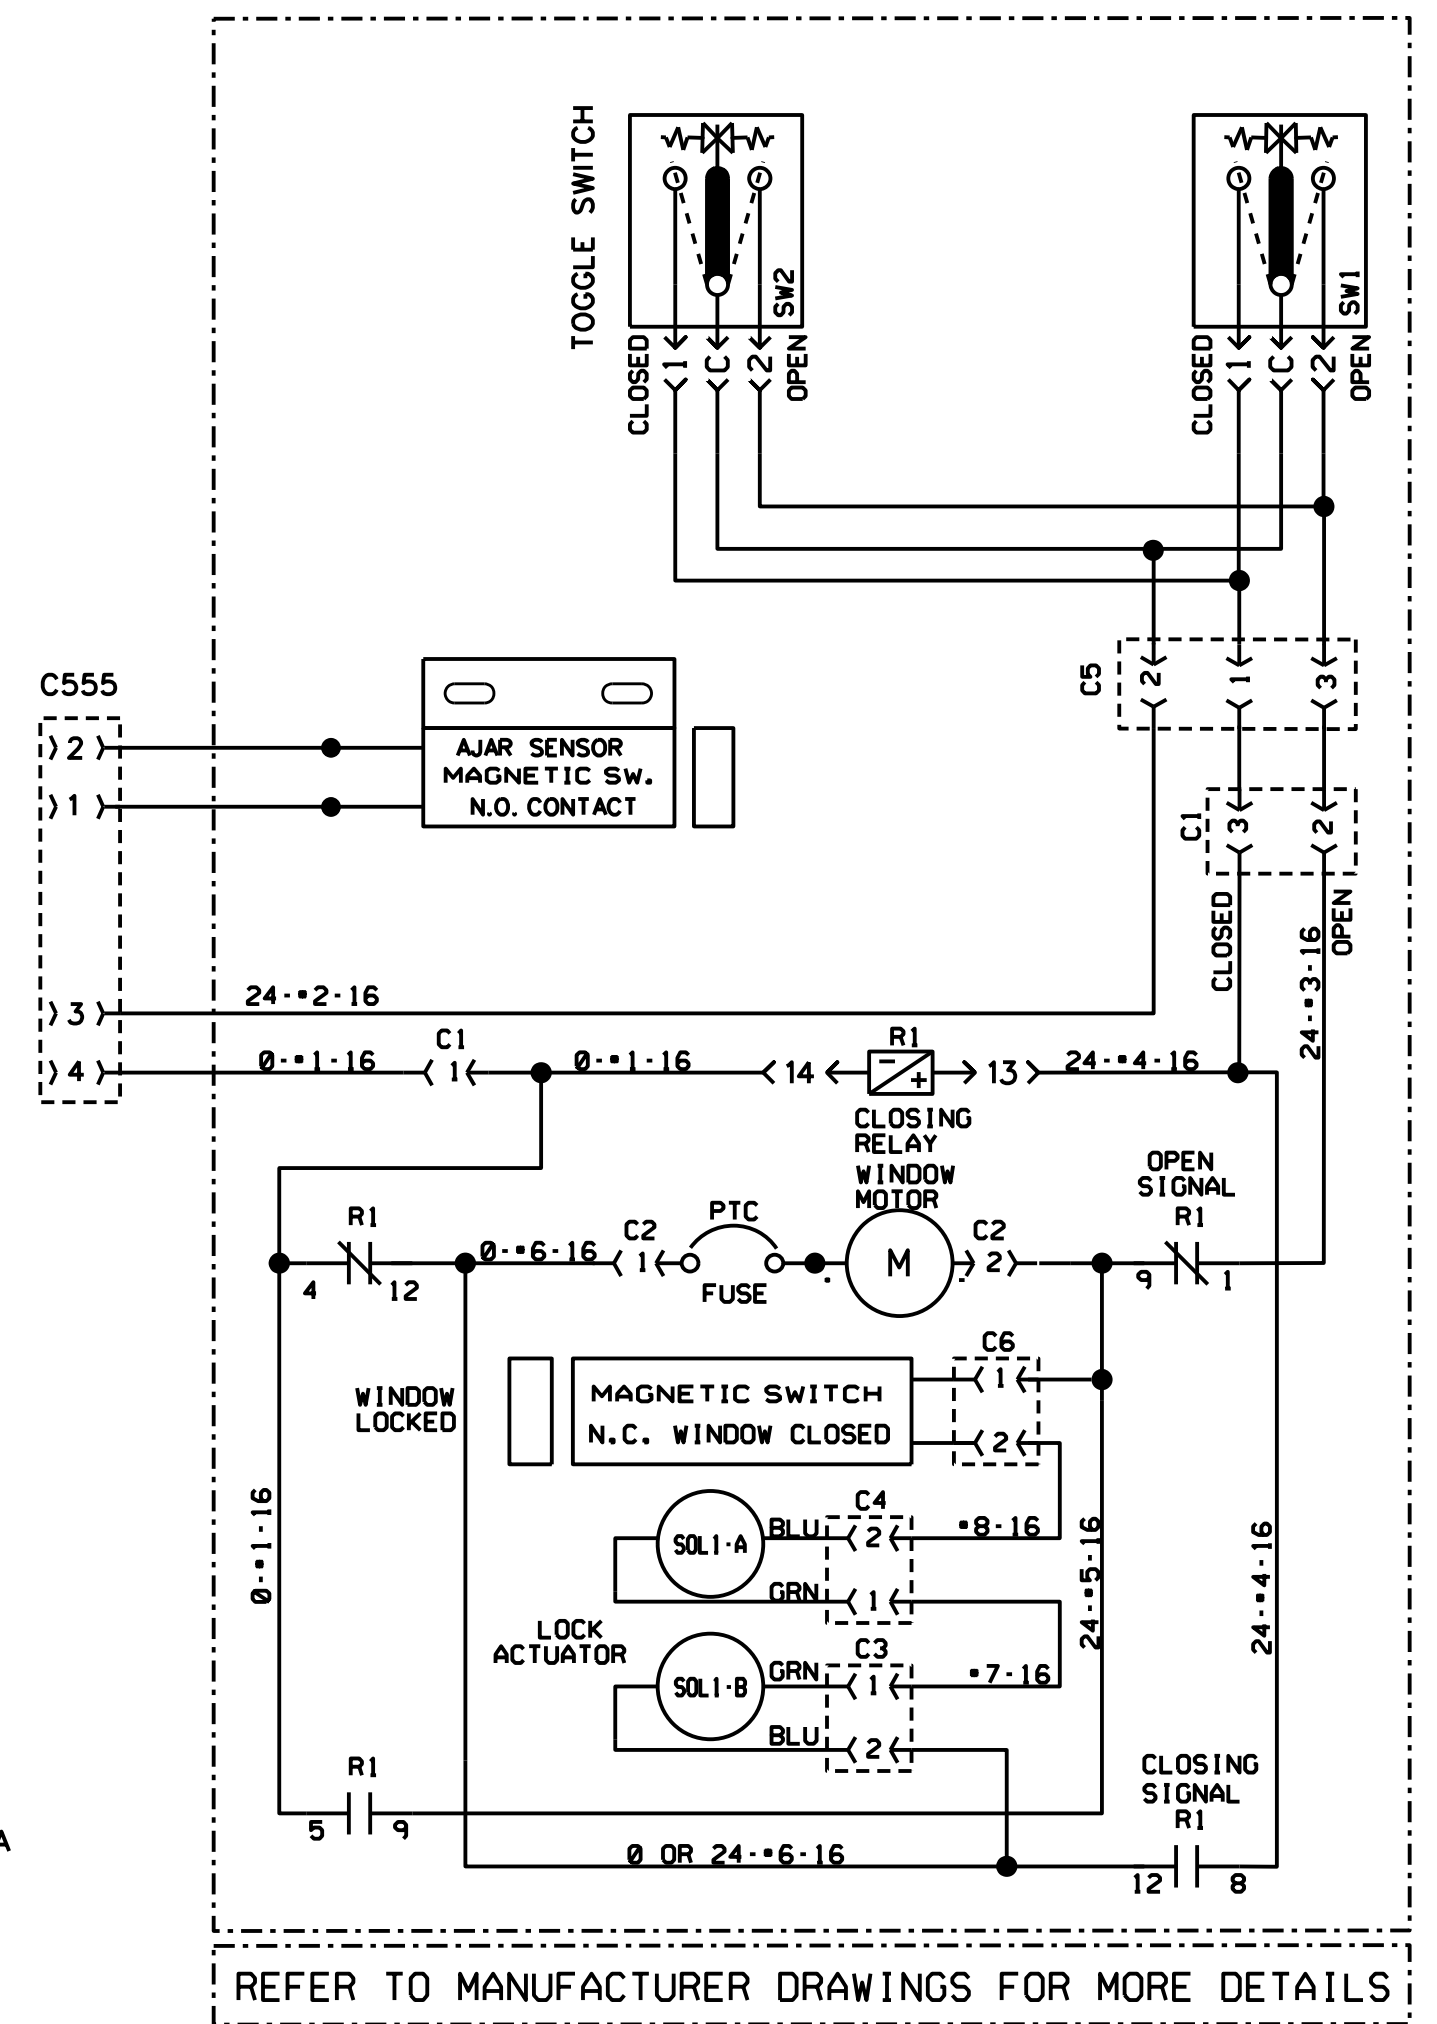 TOGGLE SWITCH
SW2
SW1
CLOSED
1
C
2
OPEN
CLOSED
1
C
2
OPEN
C5
2
1
3
C555
2
1
3
4
AJAR SENSOR
MAGNETIC SW.
N.O. CONTACT
C1
3
2
CLOSED
OPEN
24-*3-16
24-*2-16
0-*1-16
C1
1
0-*1-16
14
R1
- +
13
24-*4-16
CLOSING
RELAY
WINDOW
MOTOR
OPEN
SIGNAL
R1
9
1
R1
4
12
0-*6-16
C2
1
PTC
FUSE
M
C2
2
WINDOW
LOCKED
MAGNETIC SWITCH
N.C. WINDOW CLOSED
C6
1
2
0-*1-16
SOL1-A
BLU
GRN
C4
2
1
*8-16
24-*5-16
24-*4-16
LOCK
ACTUATOR
SOL1-B
GRN
BLU
C3
1
2
*7-16
R1
5
9
CLOSING
SIGNAL
R1
12
8
0 OR 24-*6-16
A
REFER TO MANUFACTURER DRAWINGS FOR MORE DETAILS